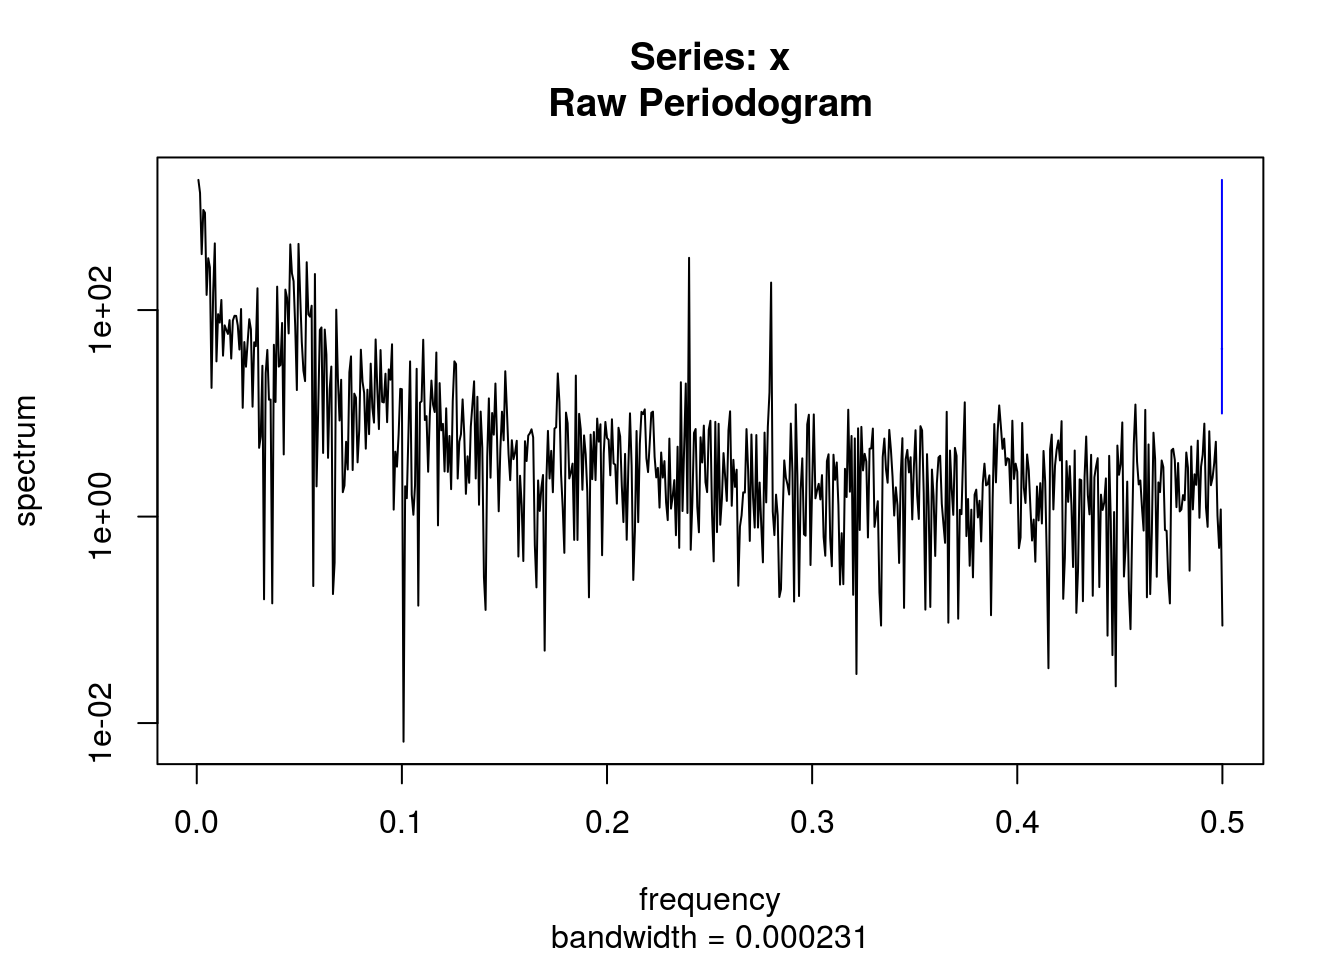 Series: x
Raw Periodogram
spectrum
1e+02
1e+00
1e-02
0.0 0.1 0.2 0.3 0.4 0.5
frequency
bandwidth = 0.000231